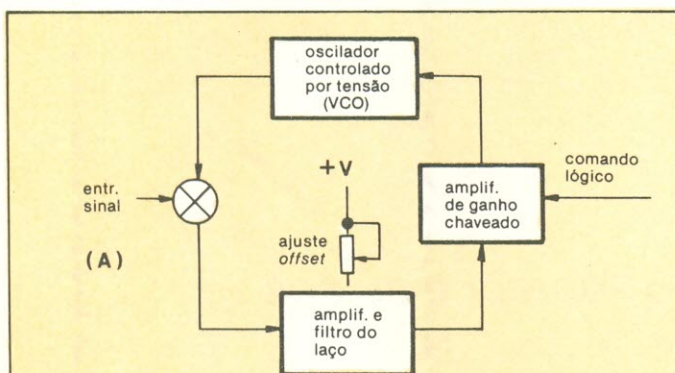 oscilador
controlado
por tensão
(VCO)
+V
entr.
sinal
comando
lógico
amplif.
de ganho
chaveado
(A)
ajuste
offset
amplif. e
filtro do
laço